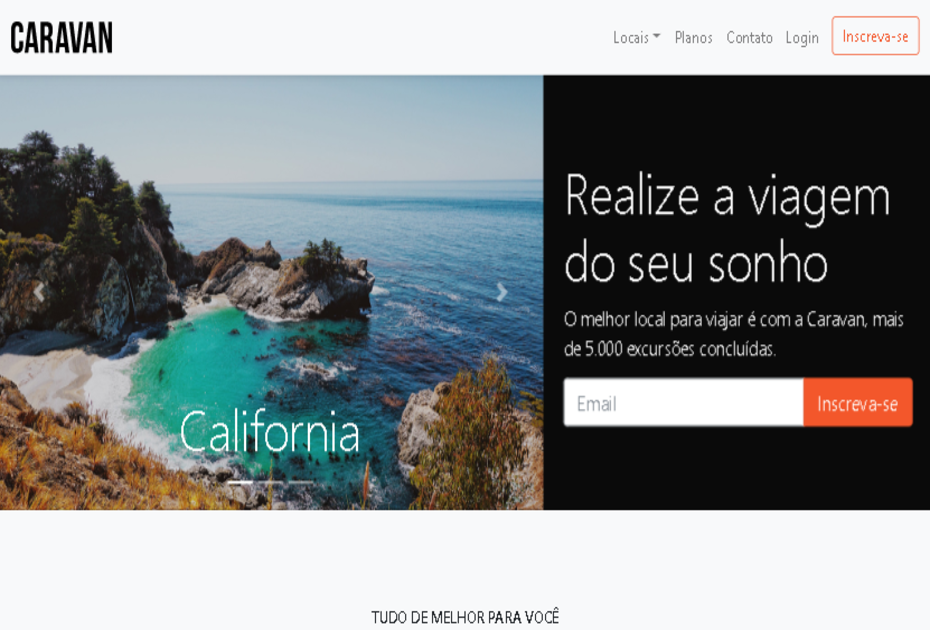 CARAVAN
Locais Planos Contato Login Inscreva-se
Realize a viagem
do seu sonho
O melhor local para viajar é com a Caravan, mais
de 5.000 excursões concluídas.
Email Inscreva-se
California
TUDO DE MELHOR PARA VOCÊ